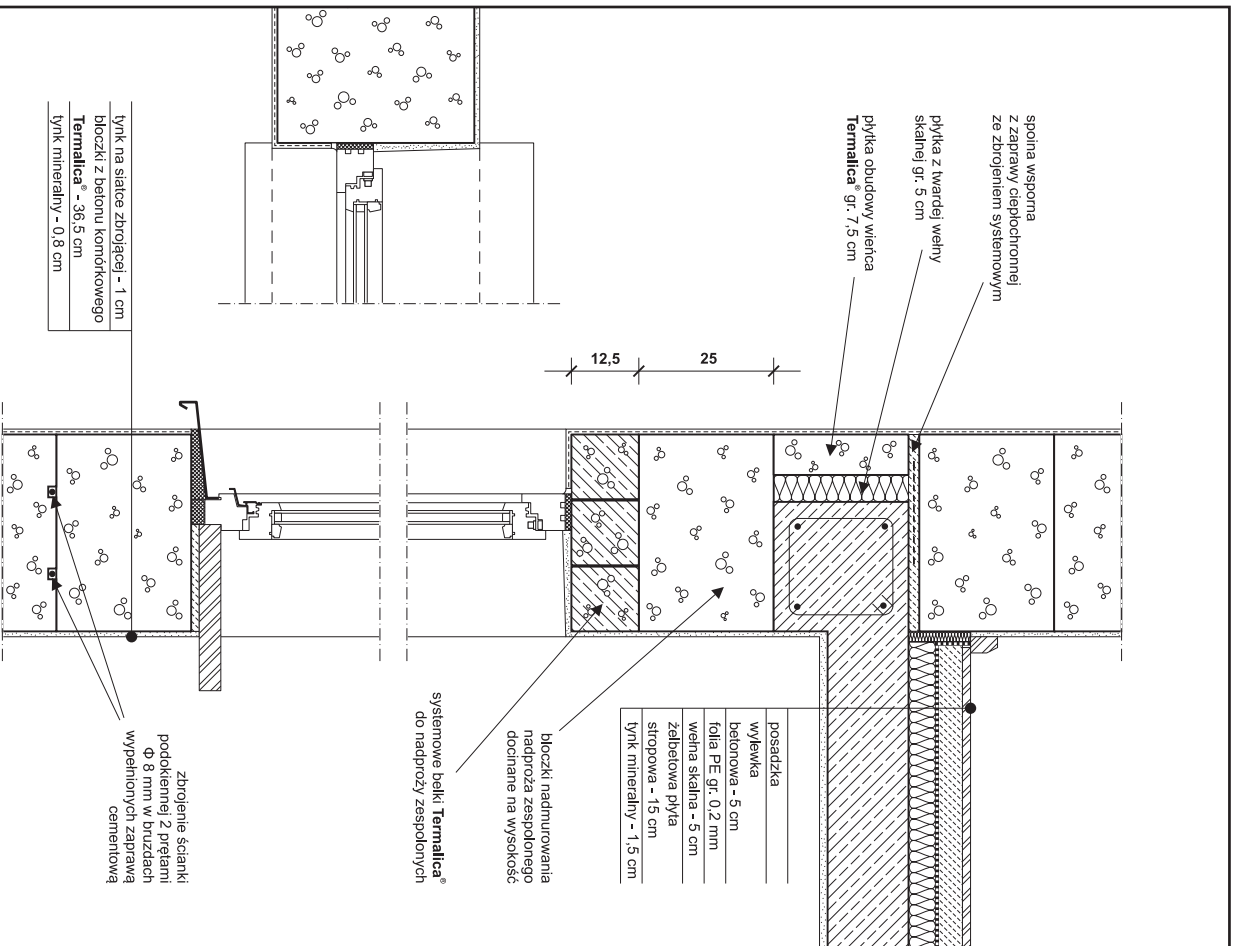 spoina wsporna
z zaprawy ciepłochronnej
ze zbrojeniem systemowym
płytka z twardej wełny
skalnej gr. 5 cm
płytka obudowy wieńca
Termalica® gr. 7,5 cm
tynk na siatce zbrojącej - 1 cm
bloczki z betonu komórkowego
Termalica® - 36,5 cm
tynk mineralny - 0,8 cm
12,5
25
posadzka
wylewka
betonowa - 5 cm
folia PE gr. 0,2 mm
wełna skalna - 5 cm
żelbetowa płyta
stropowa - 15 cm
tynk mineralny - 1,5 cm
bloczki nadmurowania
nadproża zespolonego
docinane na wysokość
systemowe belki Termalica®
do nadproży zespolonych
zbrojenie ścianki
podokiennej 2 prętami
Φ 8 mm w bruzdach
wypełnionych zaprawą
cementową